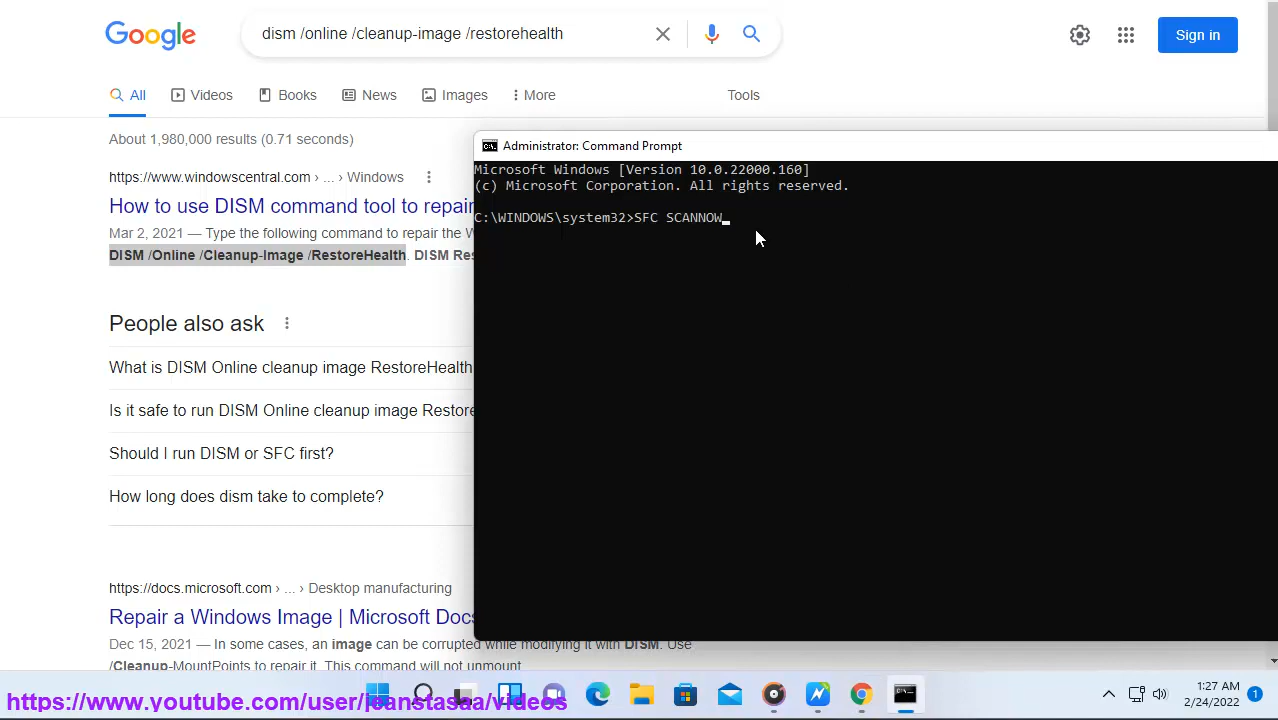 Google
dism /online /cleanup-image /restorehealth
Sign in
All
Videos
Books
News
Images
More
Tools
About 1,980,000 results (0.71 seconds)
https://www.windowscentral.com › ... › Windows
How to use DISM command tool to repair
Mar 2, 2021 — Type the following command to repair the W
DISM /Online /Cleanup-Image /RestoreHealth. DISM Res
People also ask
What is DISM Online cleanup image RestoreHealth
Is it safe to run DISM Online cleanup image Restore
Should I run DISM or SFC first?
How long does dism take to complete?
https://docs.microsoft.com › ... › Desktop manufacturing
Repair a Windows Image | Microsoft Docs
Dec 15, 2021 — In some cases, an image can be corrupted while modifying it with DISM. Use
/Cleanup-MountPoints to repair it. This command will not unmount
Administrator: Command Prompt
Microsoft Windows [Version 10.0.22000.160]
(c) Microsoft Corporation. All rights reserved.
C:\WINDOWS\system32>SFC SCANNOW_
https://www.youtube.com/user/jeanstasaa/videos
1:27 AM
2/24/2022
1